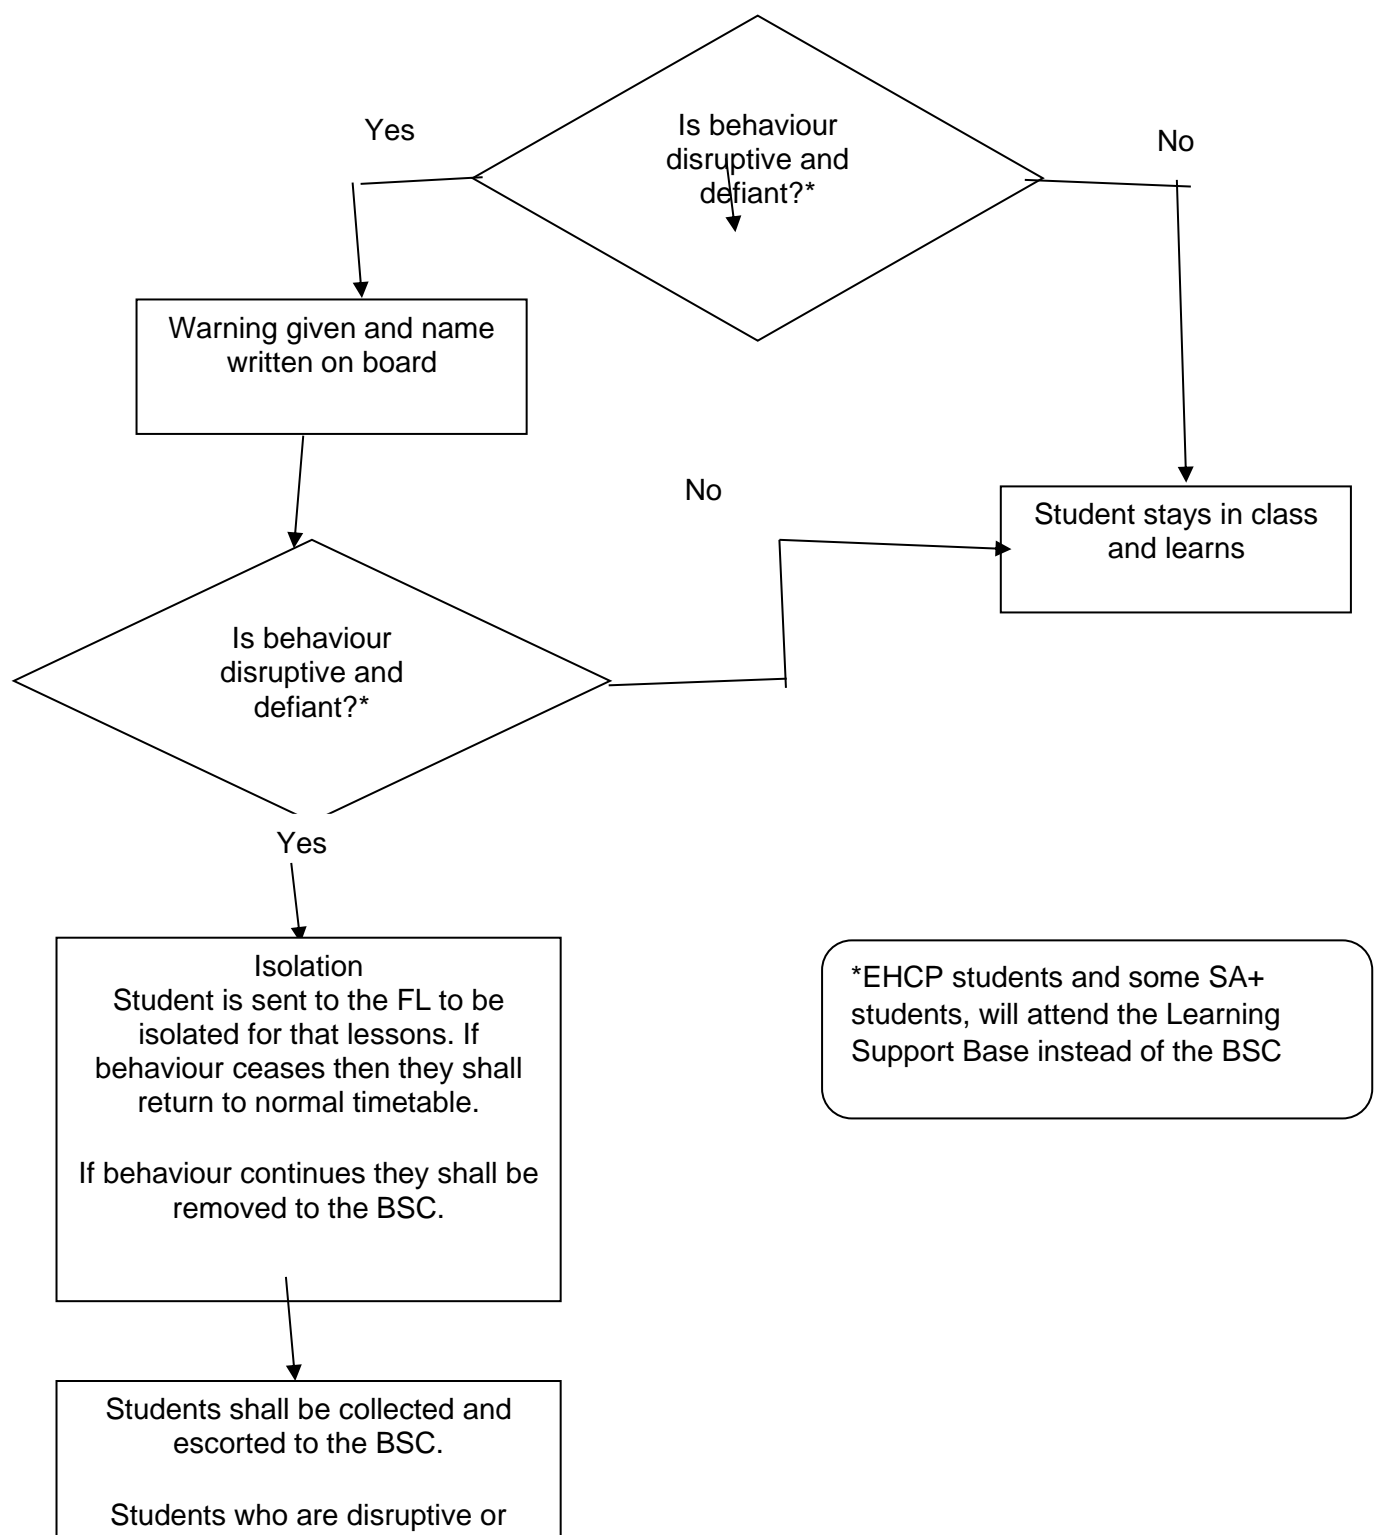 Yes
Is behaviour
disruptive and
defiant?*
No
Warning given and name
written on board
No
Student stays in class
and learns
Is behaviour
disruptive and
defiant?*
Yes
Isolation
Student is sent to the FL to be
isolated for that lessons. If
behaviour ceases then they shall
return to normal timetable.
If behaviour continues they shall be
removed to the BSC.
*EHCP students and some SA+
students, will attend the Learning
Support Base instead of the BSC
Students shall be collected and
escorted to the BSC.
Students who are disruptive or